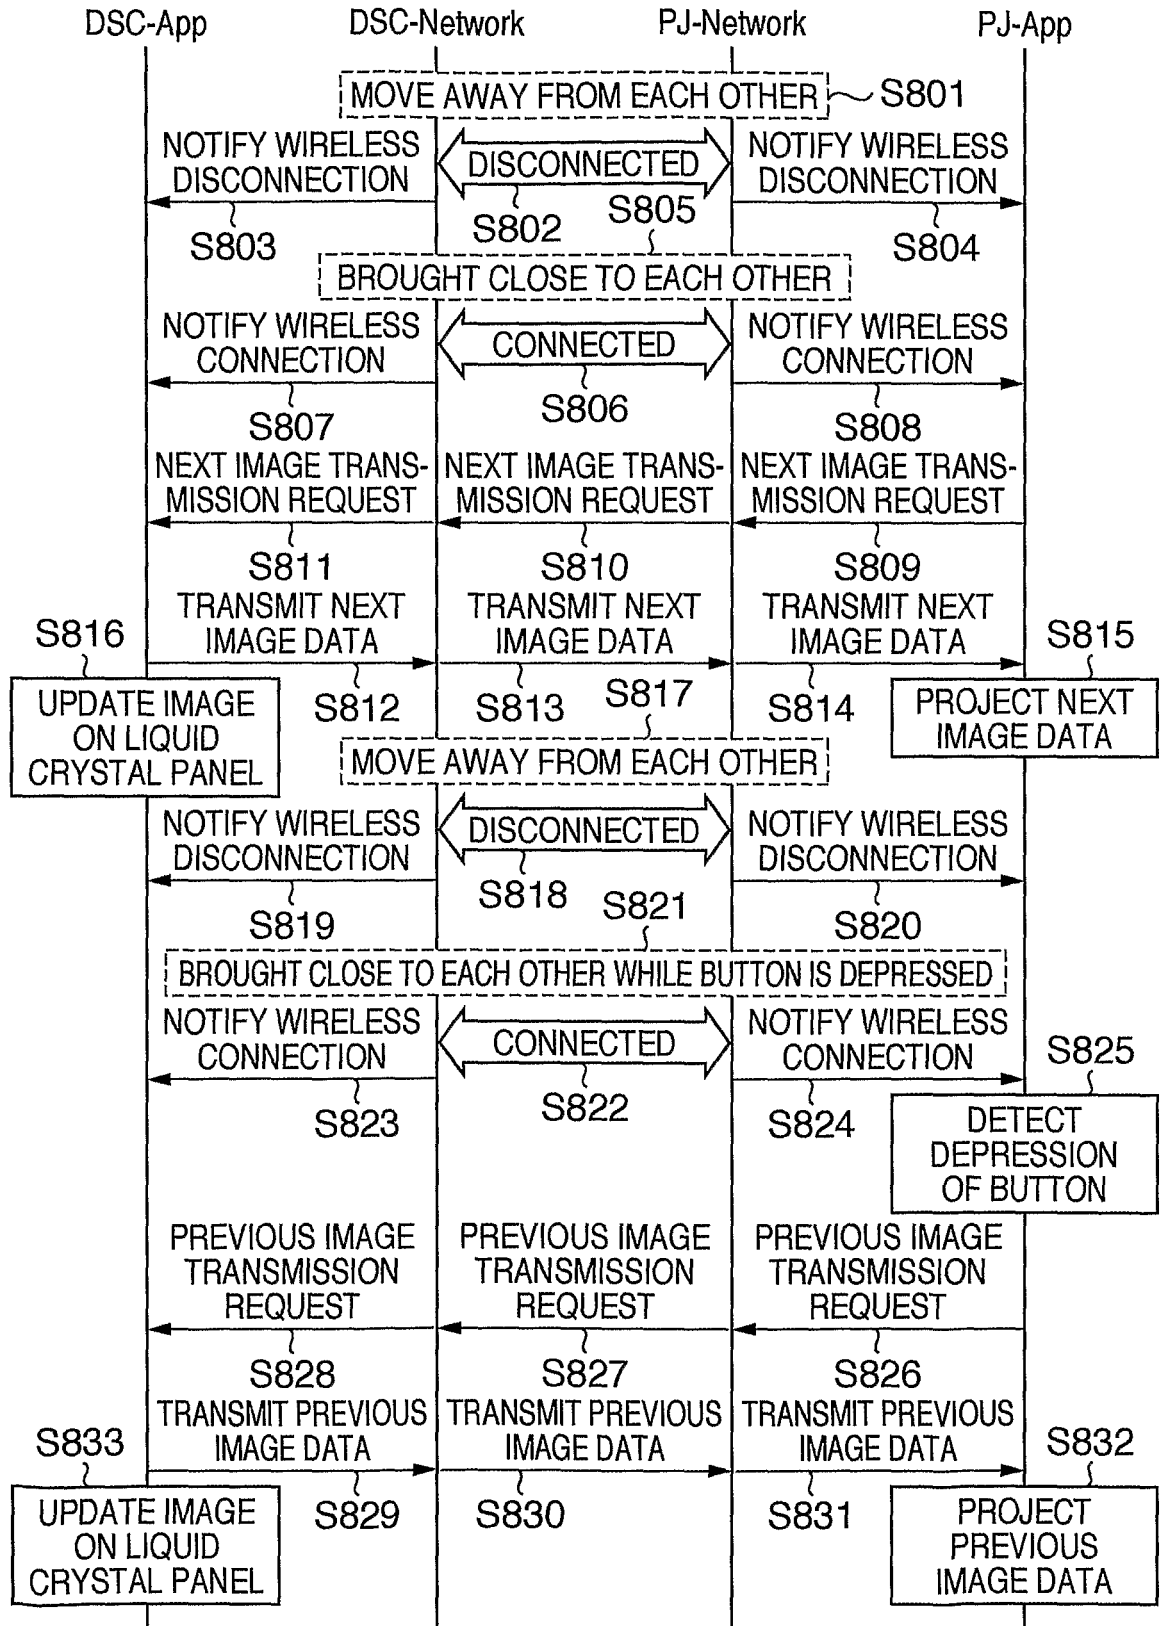 DSC-App DSC-Network PJ-Network PJ-App
MOVE AWAY FROM EACH OTHER S801
NOTIFY WIRELESS
DISCONNECTION
DISCONNECTED
NOTIFY WIRELESS
DISCONNECTION
S803
S802
S805
S804
BROUGHT CLOSE TO EACH OTHER
NOTIFY WIRELESS
CONNECTION
CONNECTED
NOTIFY WIRELESS
CONNECTION
S807
S806
S808
NEXT IMAGE TRANS-
MISSION REQUEST
NEXT IMAGE TRANS-
MISSION REQUEST
NEXT IMAGE TRANS-
MISSION REQUEST
S811
S810
S809
TRANSMIT NEXT
IMAGE DATA
TRANSMIT NEXT
IMAGE DATA
TRANSMIT NEXT
IMAGE DATA
S816
S815
UPDATE IMAGE
ON LIQUID
CRYSTAL PANEL
S812
S813
S817
S814
PROJECT NEXT
IMAGE DATA
MOVE AWAY FROM EACH OTHER
NOTIFY WIRELESS
DISCONNECTION
DISCONNECTED
NOTIFY WIRELESS
DISCONNECTION
S819
S818
S821
S820
BROUGHT CLOSE TO EACH OTHER WHILE BUTTON IS DEPRESSED
NOTIFY WIRELESS
CONNECTION
CONNECTED
NOTIFY WIRELESS
CONNECTION
S825
S823
S822
S824
DETECT
DEPRESSION
OF BUTTON
PREVIOUS IMAGE
TRANSMISSION
REQUEST
PREVIOUS IMAGE
TRANSMISSION
REQUEST
PREVIOUS IMAGE
TRANSMISSION
REQUEST
S828
S827
S826
TRANSMIT PREVIOUS
IMAGE DATA
TRANSMIT PREVIOUS
IMAGE DATA
TRANSMIT PREVIOUS
IMAGE DATA
S833
S832
UPDATE IMAGE
ON LIQUID
CRYSTAL PANEL
S829
S830
S831
PROJECT
PREVIOUS
IMAGE DATA